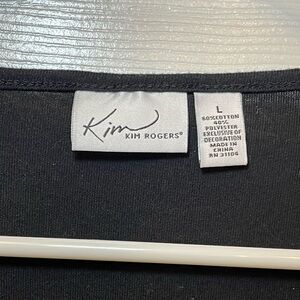 Kim
KIM ROGERS®
L
60%COTTON
40%
POLYESTER
EXCLUSIVE OF
DECORATION
MADE IN
CHINA
RN 31106